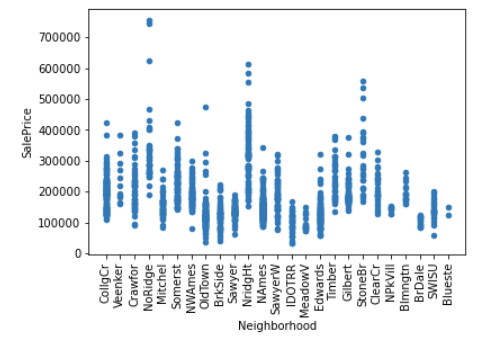 700000
600000
500000
400000
300000
200000
100000
0
SalePrice
CollgCr
Veenker
Crawfor
NoRidge
Mitchel
Somerst
NWAmes
OldTown
BrkSide
Sawyer
NridgHt
NAmes
SawyerW
IDOTRR
MeadowV
Edwards
Timber
Gilbert
StoneBr
ClearCr
NPkVill
Blmngtn
BrDale
SWISU
Blueste
Neighborhood